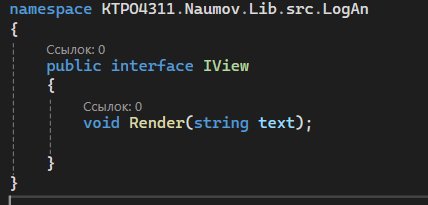 namespace KTPO4311.Naumov.Lib.src.LogAn
{
Ссылок: 0
public interface IView
{
Ссылок: 0
void Render(string text);
}
}